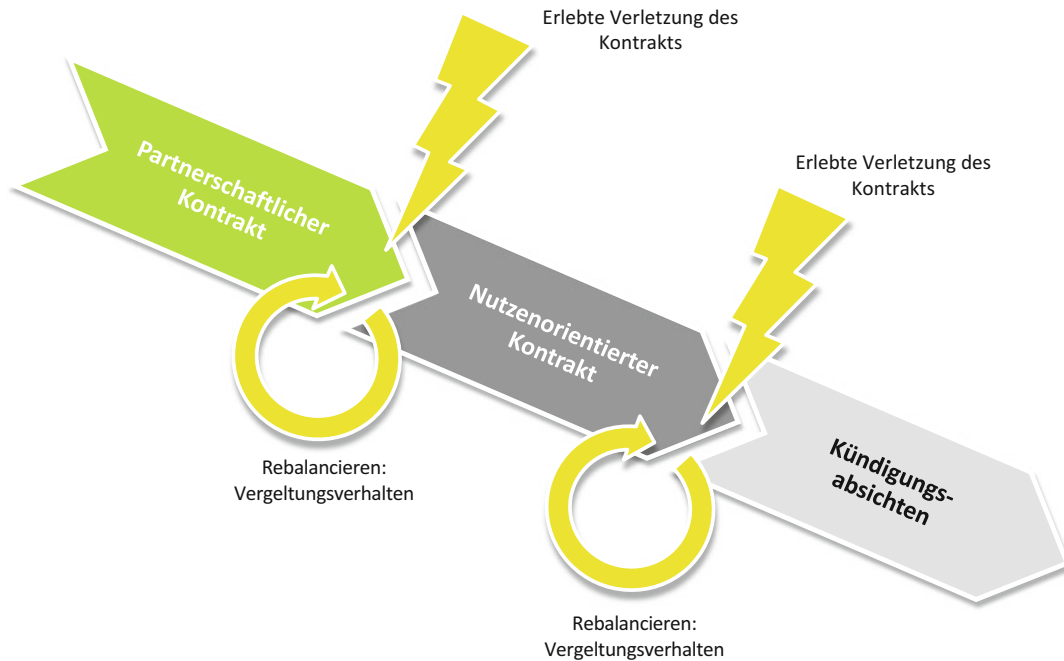 Erlebte Verletzung des
Kontrakts
Partnerschaftlicher
Kontrakt
Erlebte Verletzung des
Kontrakts
Nutzenorientierter
Kontrakt
Rebalancieren:
Vergeltungsverhalten
Kündigungs-
absichten
Rebalancieren:
Vergeltungsverhalten